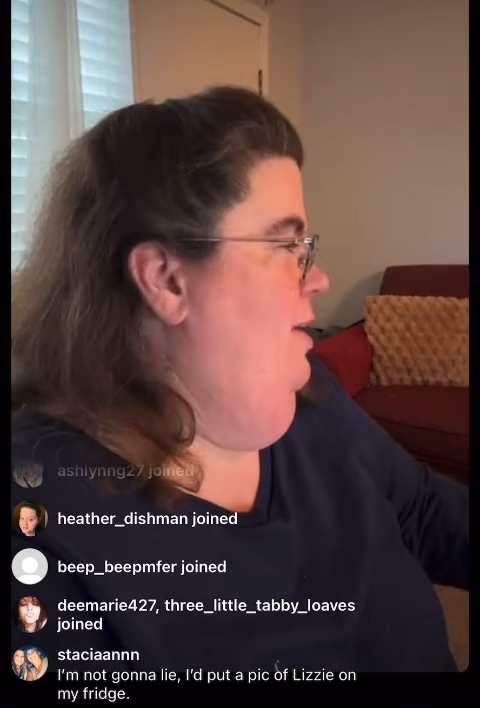 ashlynng27 joined
heather_dishman joined
beep_beepmfer joined
deemarie427, three_little_tabby_loaves
joined
staciaannn
I'm not gonna lie, I'd put a pic of Lizzie on
my fridge.